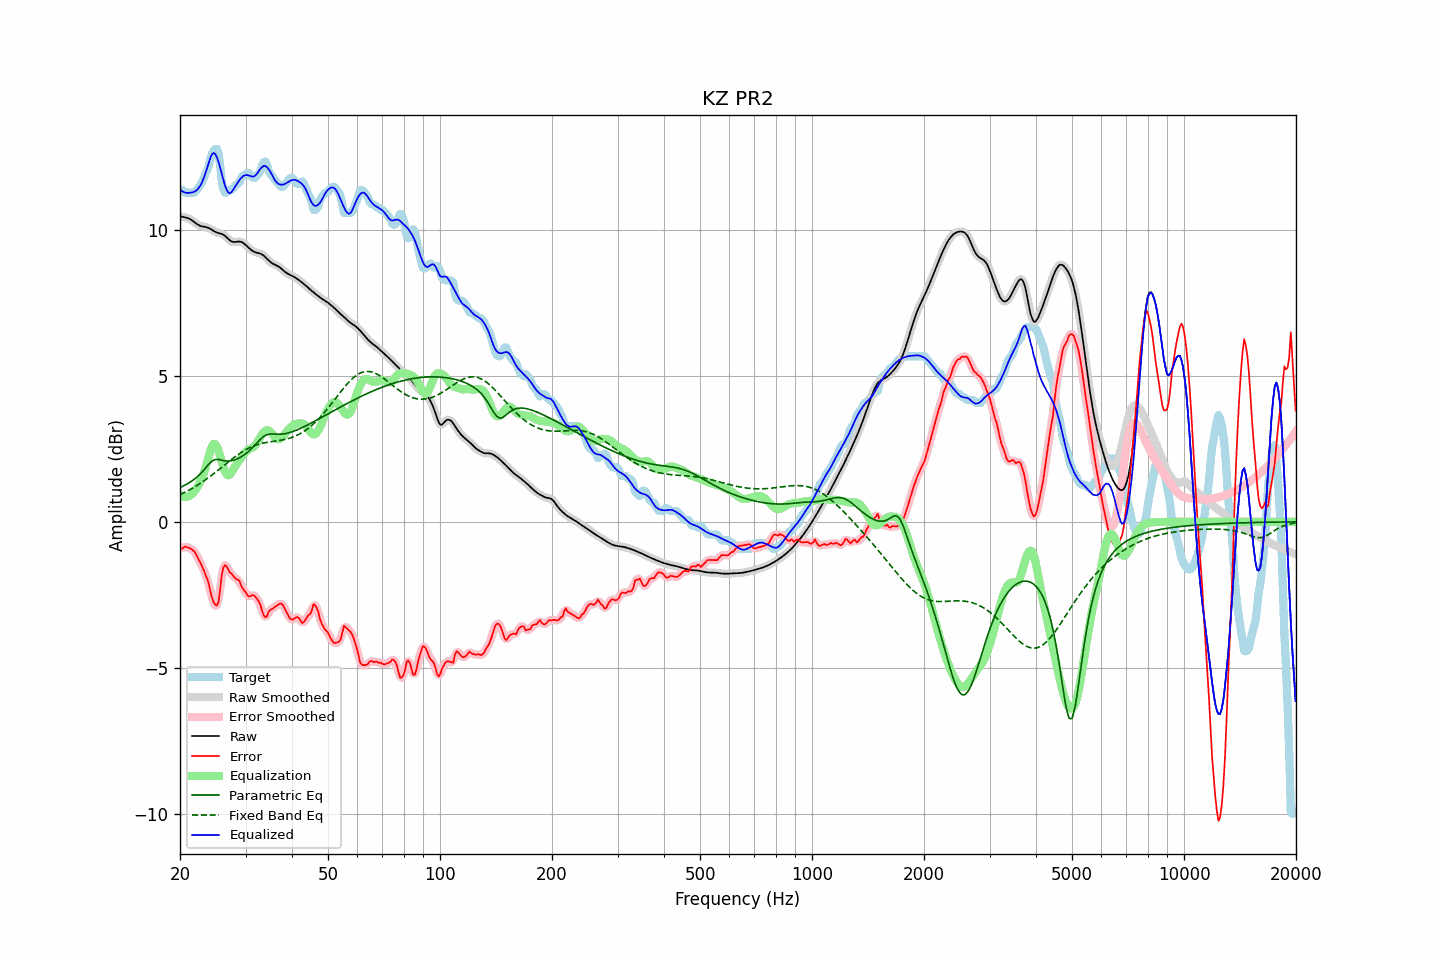 KZ PR2
Amplitude (dBr)
10
5
0
−5
−10
Target
Raw Smoothed
Error Smoothed
Raw
Error
Equalization
Parametric Eq
Fixed Band Eq
Equalized
20 50 100 200 500 1000 2000 5000 10000 20000
Frequency (Hz)